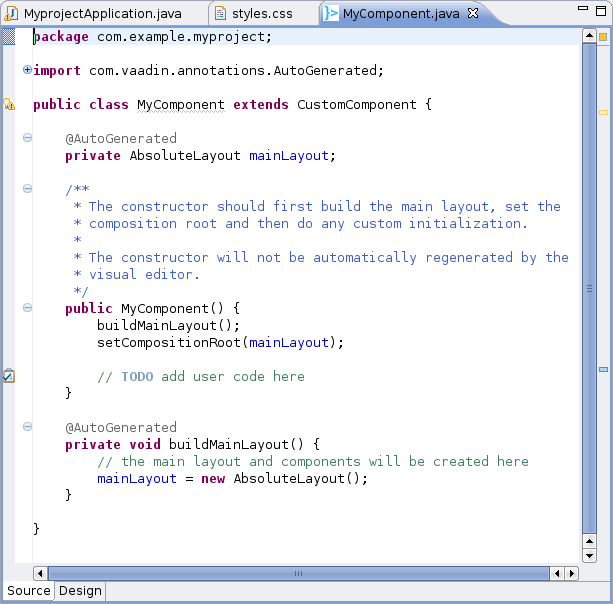 MyprojectApplication.java styles.css MyComponent.java
package com.example.myproject;
import com.vaadin.annotations.AutoGenerated;
public class MyComponent extends CustomComponent {
@AutoGenerated
private AbsoluteLayout mainLayout;
/**
* The constructor should first build the main layout, set the
* composition root and then do any custom initialization.
*
* The constructor will not be automatically regenerated by the
* visual editor.
*/
public MyComponent() {
buildMainLayout();
setCompositionRoot(mainLayout);
// TODO add user code here
}
@AutoGenerated
private void buildMainLayout() {
// the main layout and components will be created here
mainLayout = new AbsoluteLayout();
}
}
Source Design